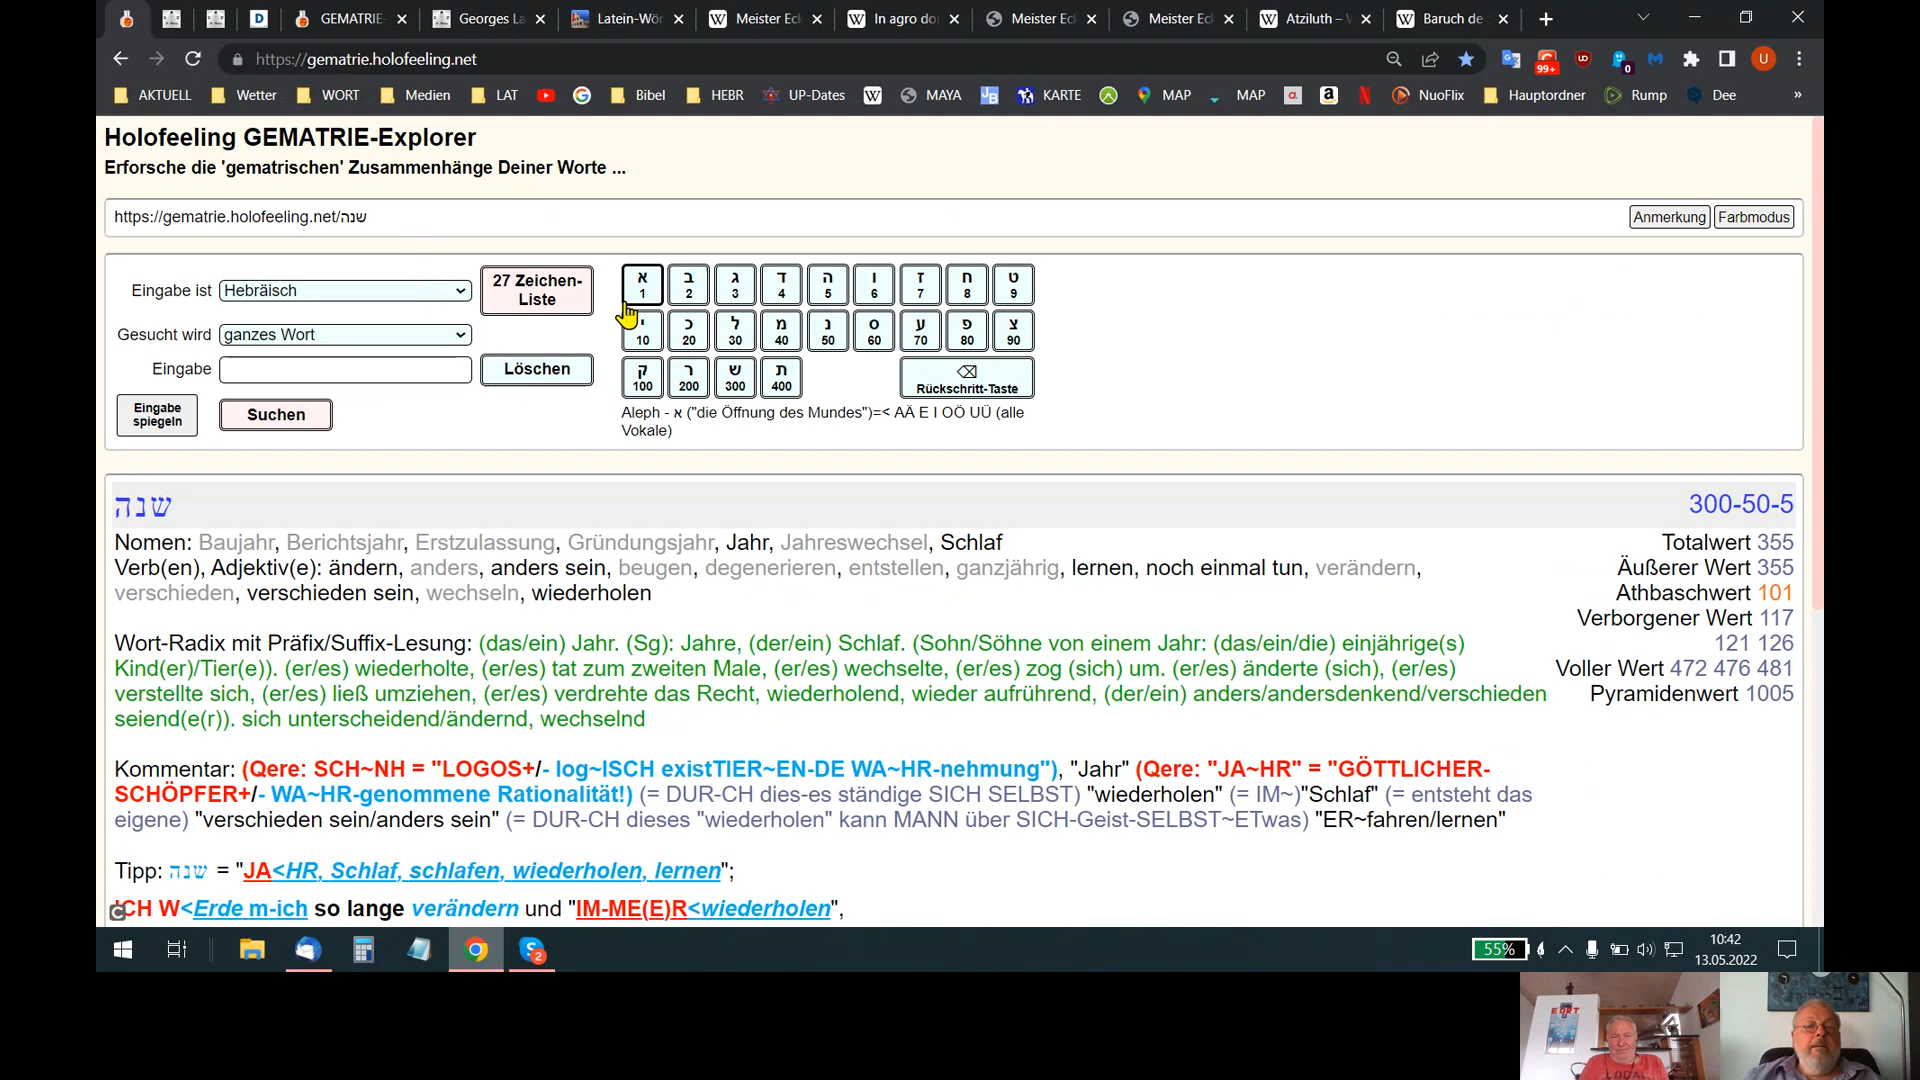 GEMATRIE- Georges La Latein-Wör Meister Eck In agro do Meister Eck Meister Eck Atziluth – Baruch de
https://gematrie.holofeeling.net
99+ 0 U
AKTUELL Wetter WORT Medien LAT Bibel HEBR UP-Dates MAYA KARTE MAP MAP NuoFlix Hauptordner Rump Dee »
Holofeeling GEMATRIE-Explorer
Erforsche die 'gematrischen' Zusammenhänge Deiner Worte ...
https://gematrie.holofeeling.net/שנה
Anmerkung Farbmodus
Eingabe ist Hebräisch
27 Zeichen-
Liste
Gesucht wird ganzes Wort
Eingabe
Löschen
Eingabe
spiegeln
Suchen
א ב ג ד ה ו ז ח ט
1 2 3 4 5 6 7 8 9
י כ ל מ נ ס ע פ צ
10 20 30 40 50 60 70 80 90
ק ר ש ת
100 200 300 400
⌫
Rückschritt-Taste
Aleph - א ("die Öffnung des Mundes")=< AÄ E I OÖ UÜ (alle
Vokale)
שנה 300-50-5
Nomen: Baujahr, Berichtsjahr, Erstzulassung, Gründungsjahr, Jahr, Jahreswechsel, Schlaf
Verb(en), Adjektiv(e): ändern, anders, anders sein, beugen, degenerieren, entstellen, ganzjährig, lernen, noch einmal tun, verändern,
verschieden, verschieden sein, wechseln, wiederholen
Totalwert 355
Äußerer Wert 355
Athbaschwert 101
Verborgener Wert 117
121 126
Voller Wert 472 476 481
Pyramidenwert 1005
Wort-Radix mit Präfix/Suffix-Lesung: (das/ein) Jahr. (Sg): Jahre, (der/ein) Schlaf. (Sohn/Söhne von einem Jahr: (das/ein/die) einjährige(s)
Kind(er)/Tier(e)). (er/es) wiederholte, (er/es) tat zum zweiten Male, (er/es) wechselte, (er/es) zog (sich) um. (er/es) änderte (sich), (er/es)
verstellte sich, (er/es) ließ umziehen, (er/es) verdrehte das Recht, wiederholend, wieder aufführend, (der/ein) anders/andersdenkend/verschieden
seiend(e(r)). sich unterscheidend/ändernd, wechselnd
Kommentar: (Qere: SCH~NH = "LOGOS+/- log~ISCH existTIER~EN-DE WA~HR-nehmung"), "Jahr" (Qere: "JA~HR" = "GÖTTLICHER-
SCHÖPFER+/- WA~HR-genommene Rationalität!) (= DUR-CH dies-es ständige SICH SELBST) "wiederholen" (= IM~)"Schlaf" (= entsteht das
eigene) "verschieden sein/anders sein" (= DUR-CH dieses "wiederholen" kann MANN über SICH-Geist-SELBST~ETwas) "ER~fahren/lernen"
Tipp: שנה = "JA<HR, Schlaf, schlafen, wiederholen, lernen";
ICH W<Erde m-ich so lange verändern und "IM-ME(E)R<wiederholen",
55%
10:42
13.05.2022
LOCAL